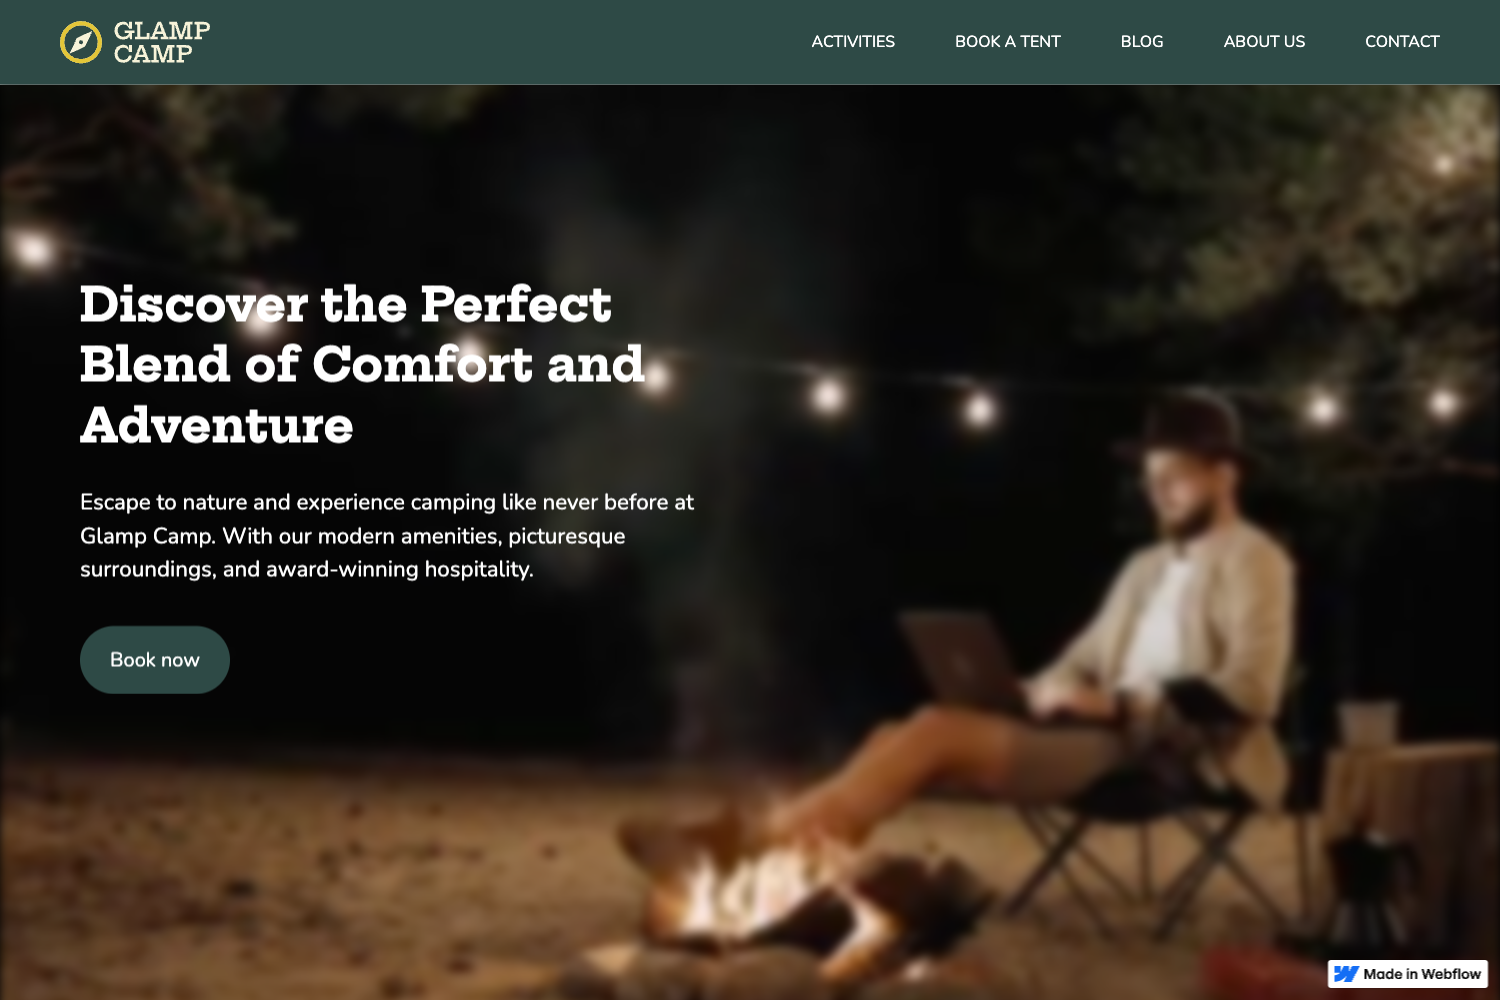 GLAMP
CAMP
ACTIVITIES
BOOK A TENT
BLOG
ABOUT US
CONTACT
Discover the Perfect
Blend of Comfort and
Adventure
Escape to nature and experience camping like never before at
Glamp Camp. With our modern amenities, picturesque
surroundings, and award-winning hospitality.
Book now
Made in Webflow